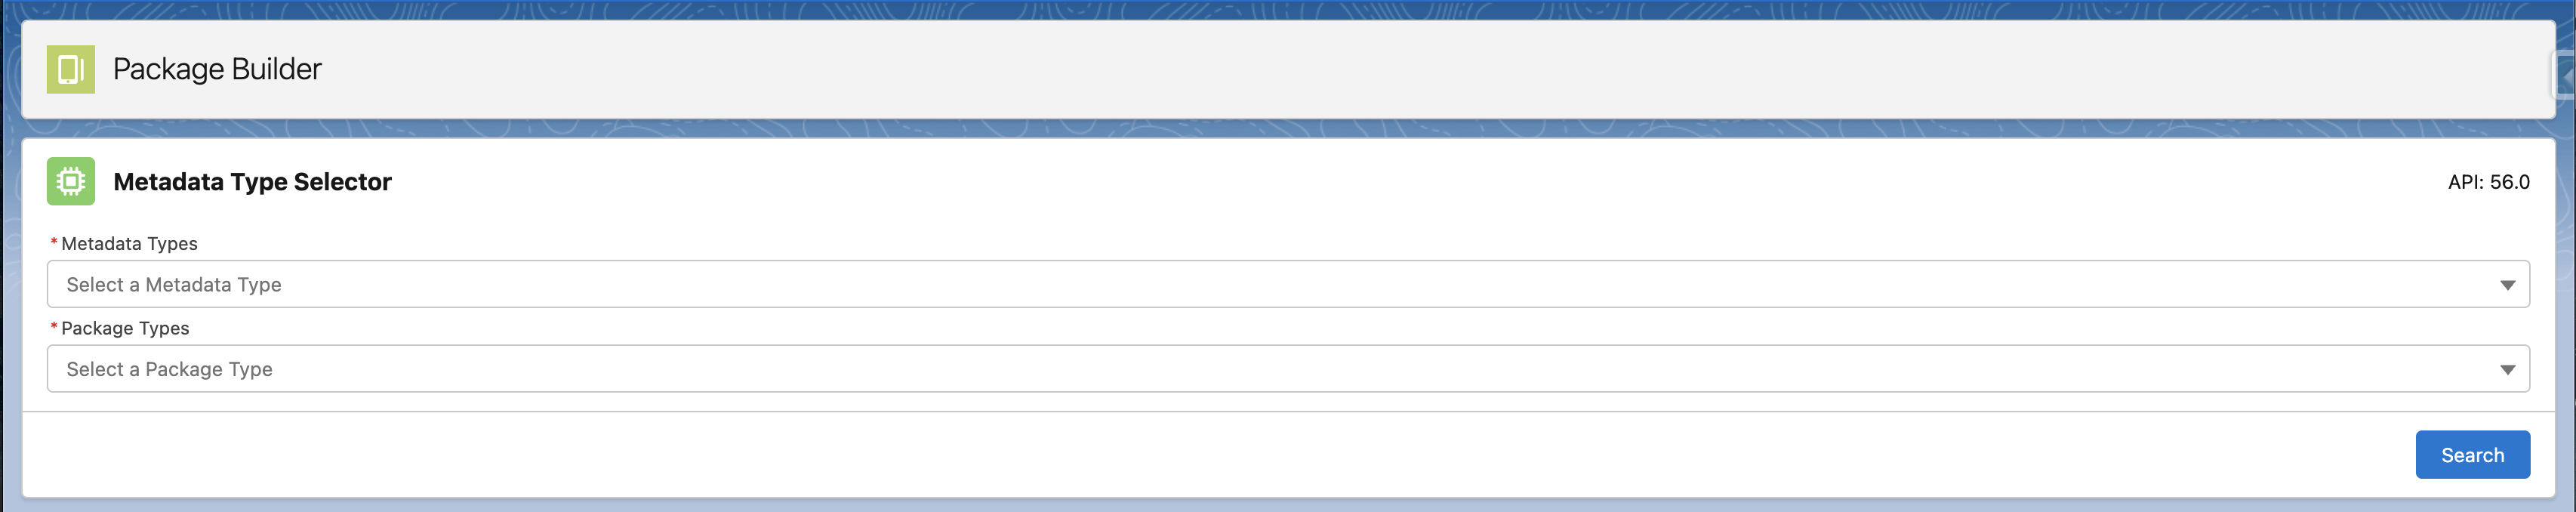 Package Builder
Metadata Type Selector
API: 56.0
* Metadata Types
Select a Metadata Type
* Package Types
Select a Package Type
Search